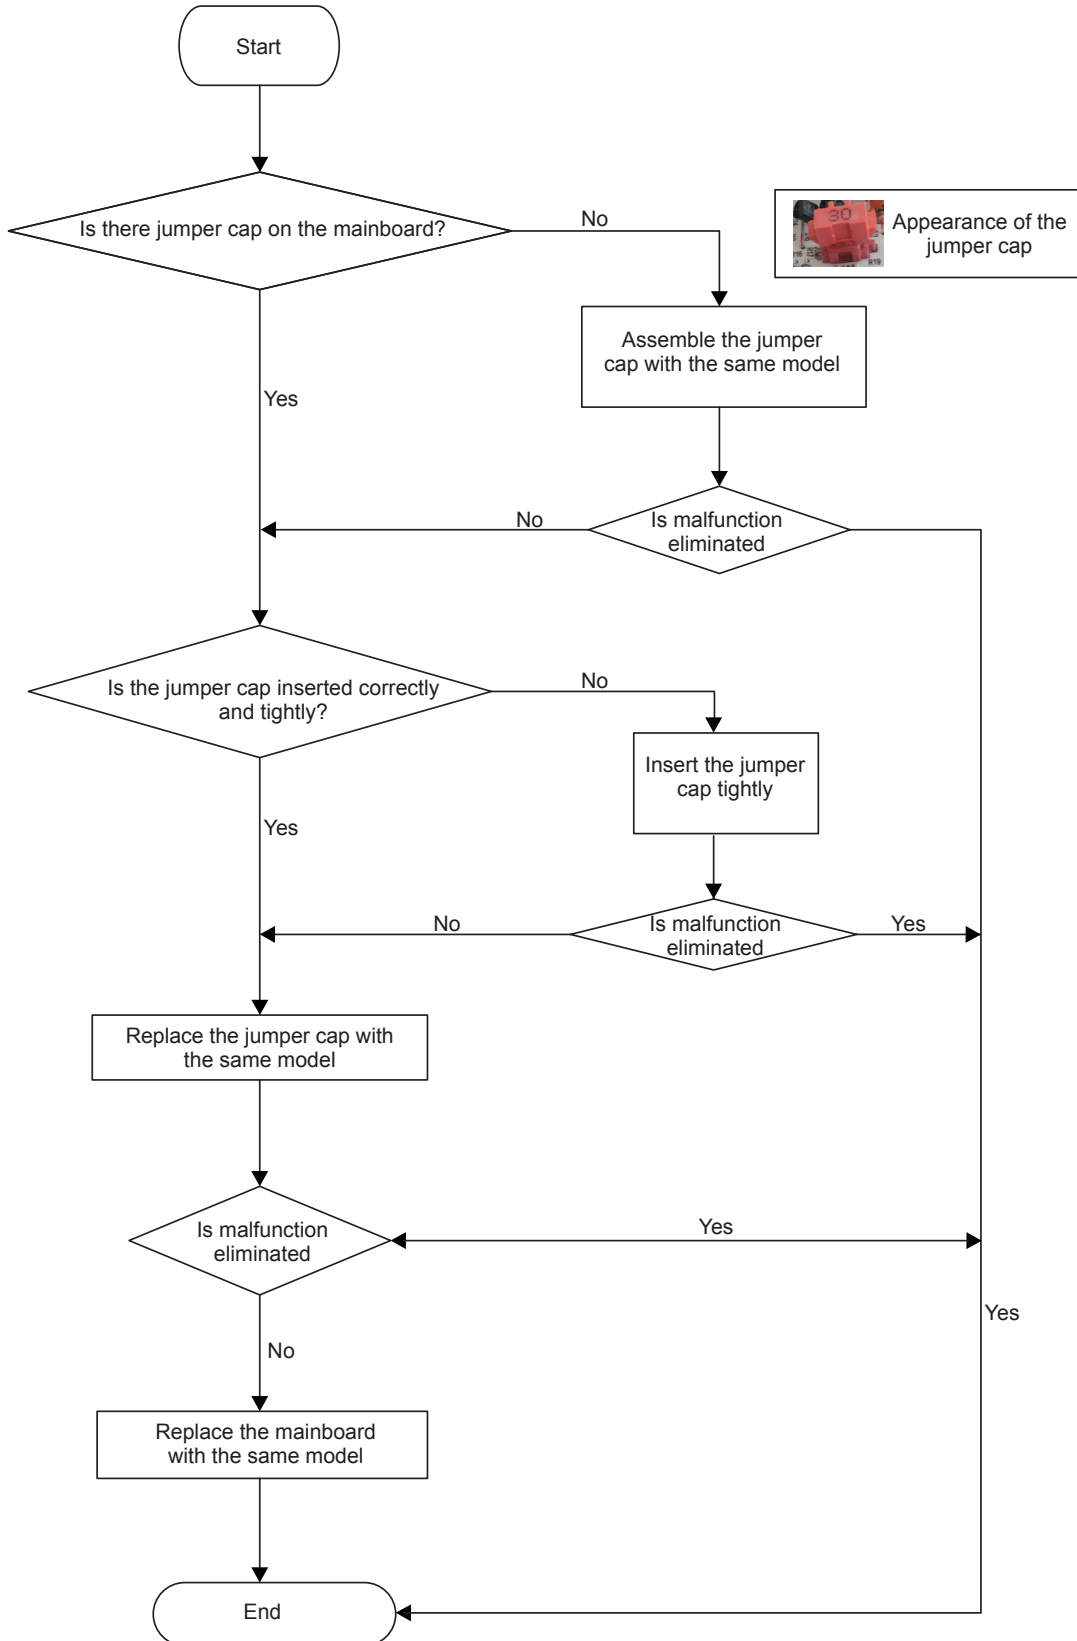 Start
Is there jumper cap on the mainboard?
No
30
Appearance of the
jumper cap
Assemble the jumper
cap with the same model
Yes
No
Is malfunction
eliminated
Is the jumper cap inserted correctly
and tightly?
No
Insert the jumper
cap tightly
Yes
No
Is malfunction
eliminated
Yes
Replace the jumper cap with
the same model
Is malfunction
eliminated
Yes
Yes
No
Replace the mainboard
with the same model
End